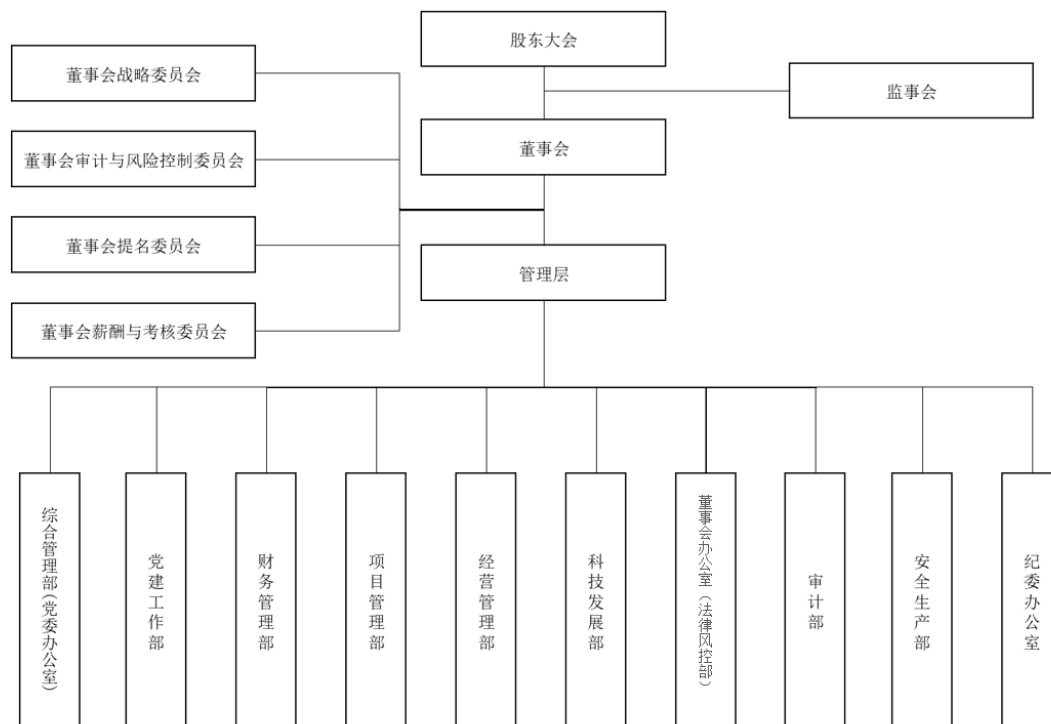 股东大会
董事会战略委员会
监事会
董事会
董事会审计与风险控制委员会
董事会提名委员会
管理层
董事会薪酬与考核委员会
综合管理部(党委办公室)
党建工作部
财务管理部
项目管理部
经营管理部
科技发展部
董事会办公室（法律风控部）
审计部
安全生产部
纪委办公室